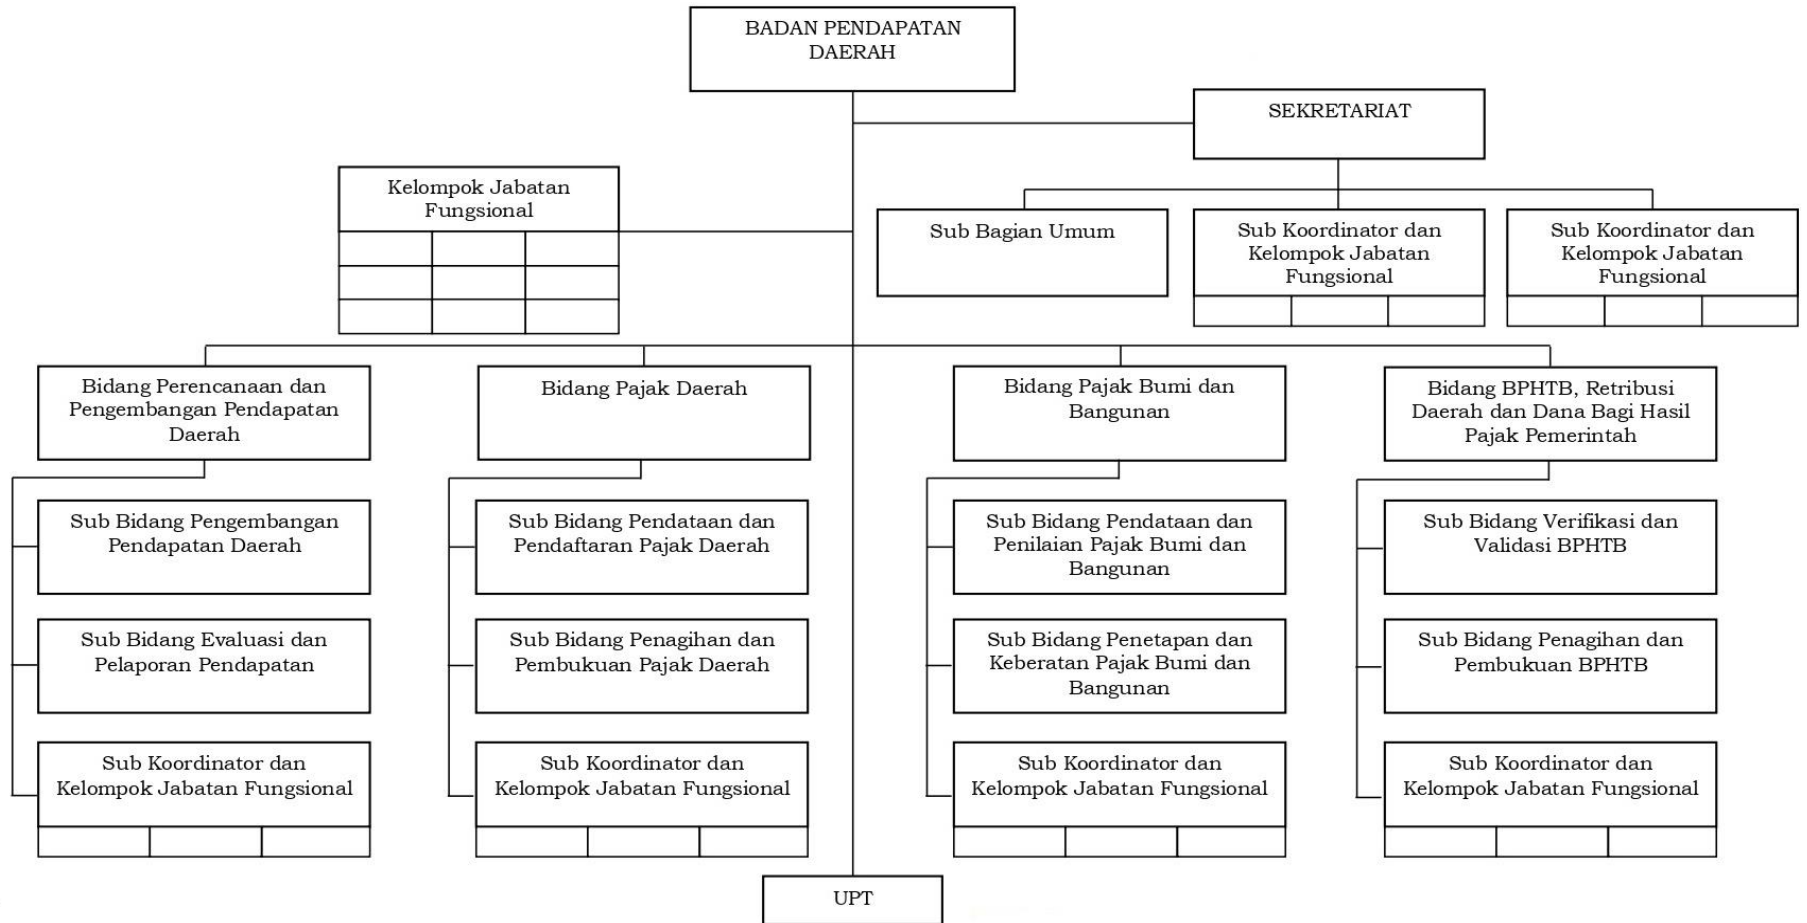 BADAN PENDAPATAN
DAERAH
SEKRETARIAT
Kelompok Jabatan
Fungsional
Sub Bagian Umum
Sub Koordinator dan
Kelompok Jabatan
Fungsional
Sub Koordinator dan
Kelompok Jabatan
Fungsional
Bidang Perencanaan dan
Pengembangan Pendapatan
Daerah
Bidang Pajak Daerah
Bidang Pajak Bumi dan
Bangunan
Bidang BPHTB, Retribusi
Daerah dan Dana Bagi Hasil
Pajak Pemerintah
Sub Bidang Pengembangan
Pendapatan Daerah
Sub Bidang Pendataan dan
Pendaftaran Pajak Daerah
Sub Bidang Pendataan dan
Penilaian Pajak Bumi dan
Bangunan
Sub Bidang Verifikasi dan
Validasi BPHTB
Sub Bidang Evaluasi dan
Pelaporan Pendapatan
Sub Bidang Penagihan dan
Pembukuan Pajak Daerah
Sub Bidang Penetapan dan
Keberatan Pajak Bumi dan
Bangunan
Sub Bidang Penagihan dan
Pembukuan BPHTB
Sub Koordinator dan
Kelompok Jabatan Fungsional
Sub Koordinator dan
Kelompok Jabatan Fungsional
Sub Koordinator dan
Kelompok Jabatan Fungsional
Sub Koordinator dan
Kelompok Jabatan Fungsional
UPT